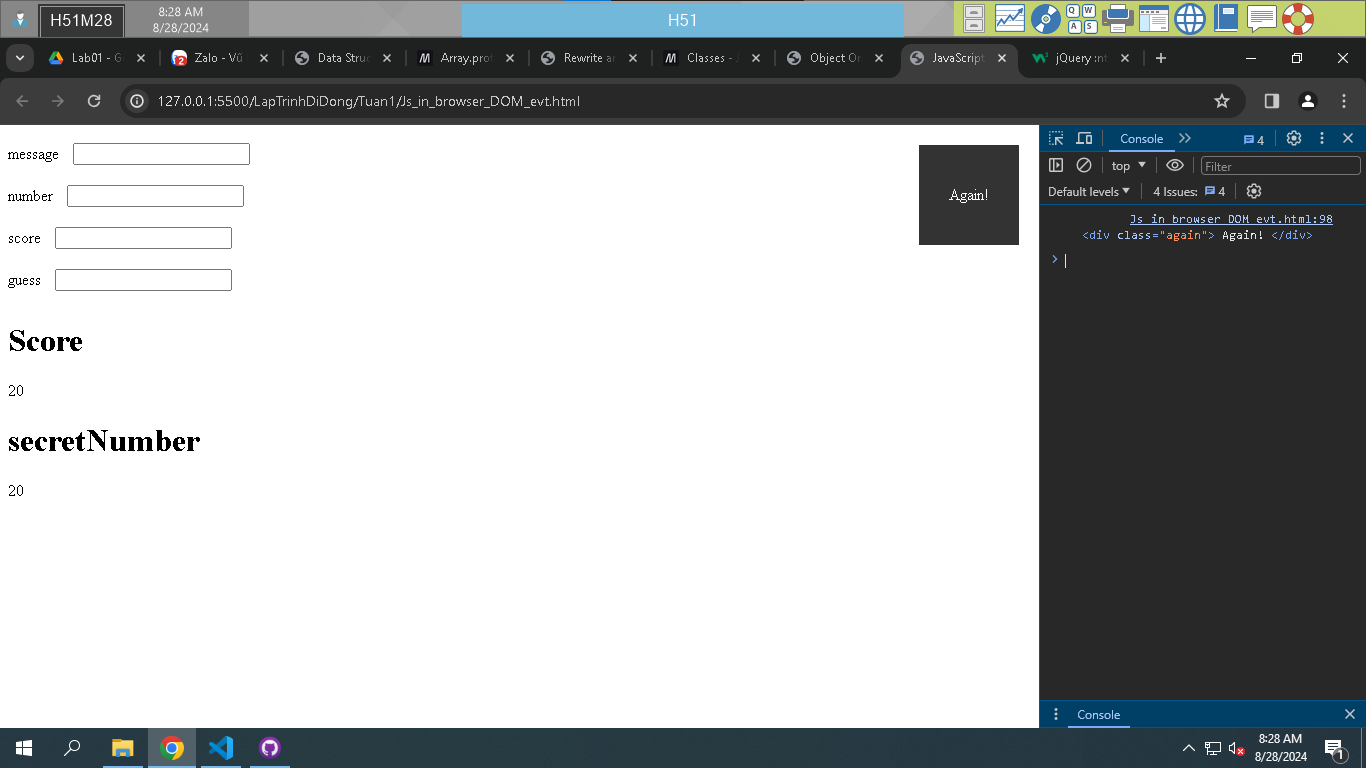 H51M28
8:28 AM
8/28/2024
H51
Q W
A S
Lab01 - G
Zalo - Vũ
Data Struc
Array.prot
Rewrite ar
Classes - J
Object Or
JavaScript
jQuery :nt
127.0.0.1:5500/LapTrinhDiDong/Tuan1/Js_in_browser_DOM_evt.html
message
number
score
guess
Score
20
secretNumber
20
Again!
Console
4
top
Filter
Default levels
4 Issues:
4
Js in browser DOM evt.html:98
<div class="again"> Again! </div>
Console
8:28 AM
8/28/2024
1